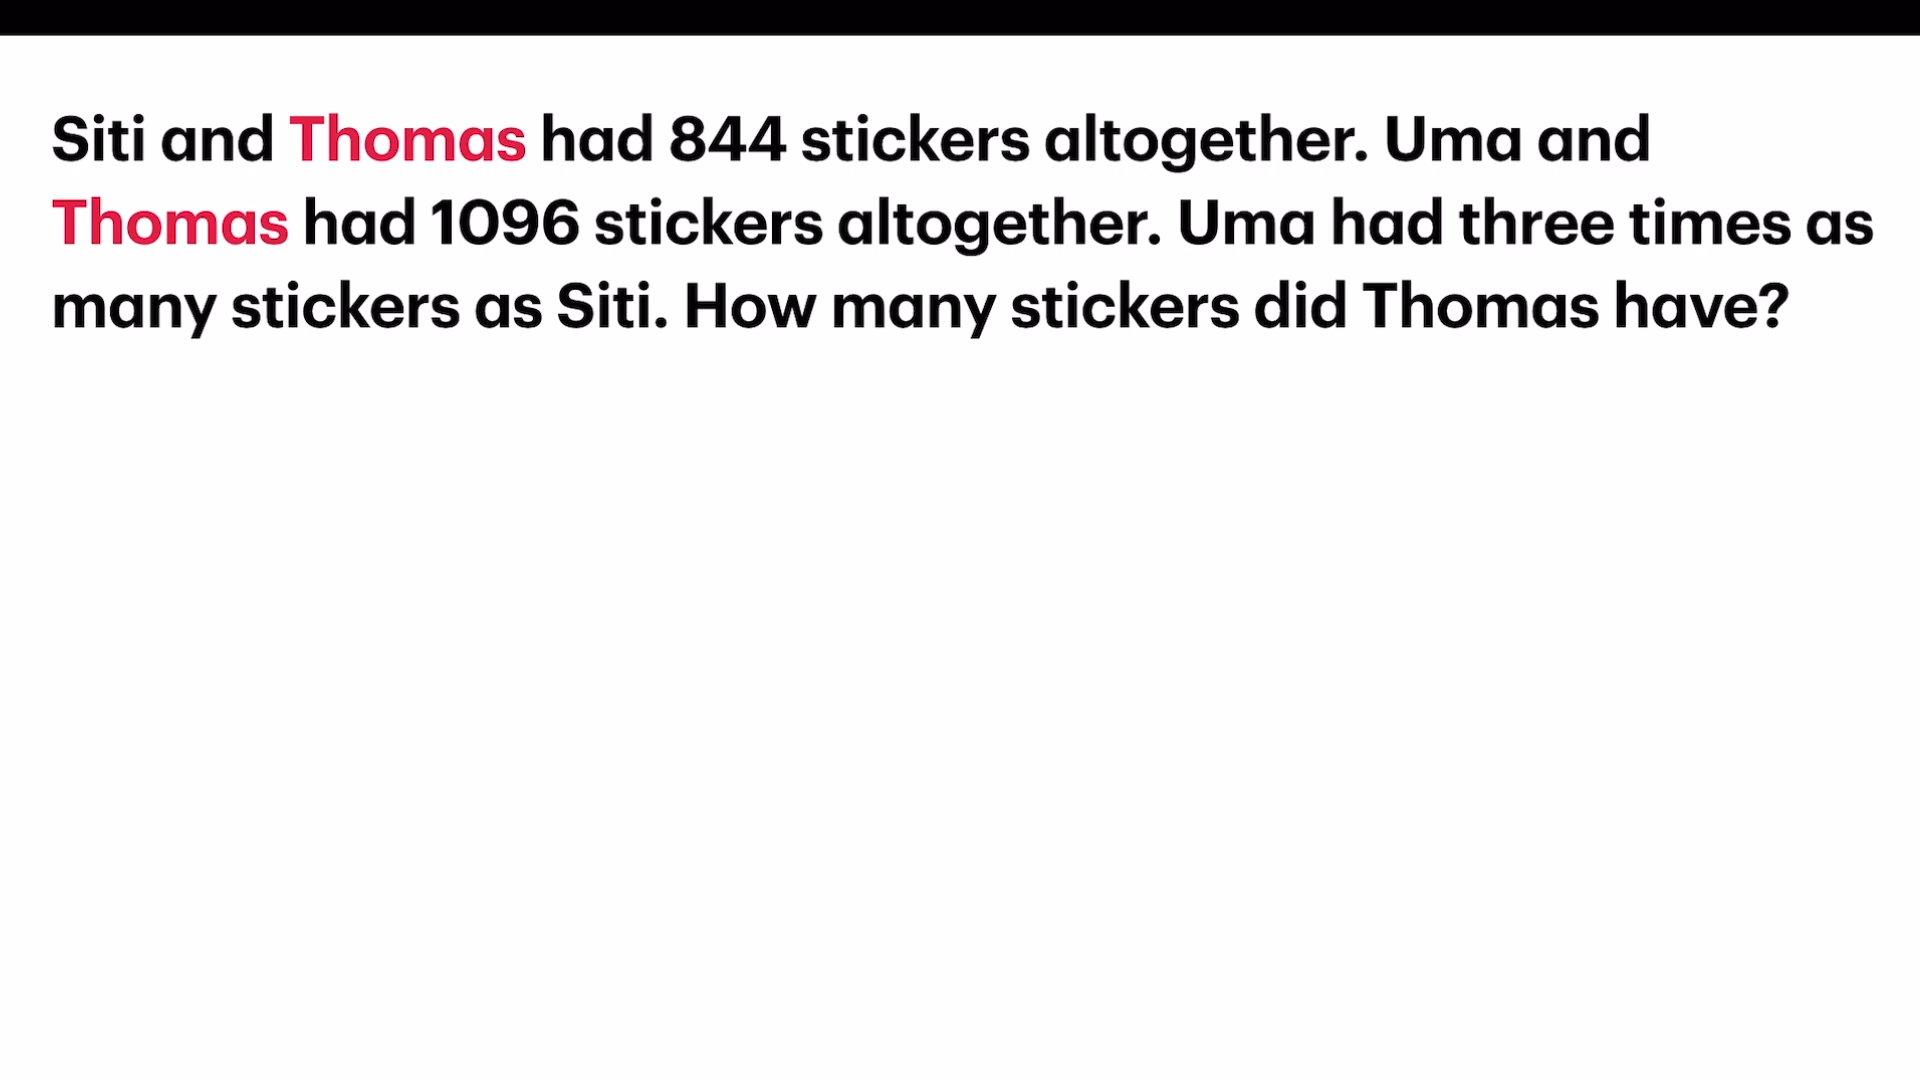 Siti and Thomas had 844 stickers altogether. Uma and
Thomas had 1096 stickers altogether. Uma had three times as
many stickers as Siti. How many stickers did Thomas have?